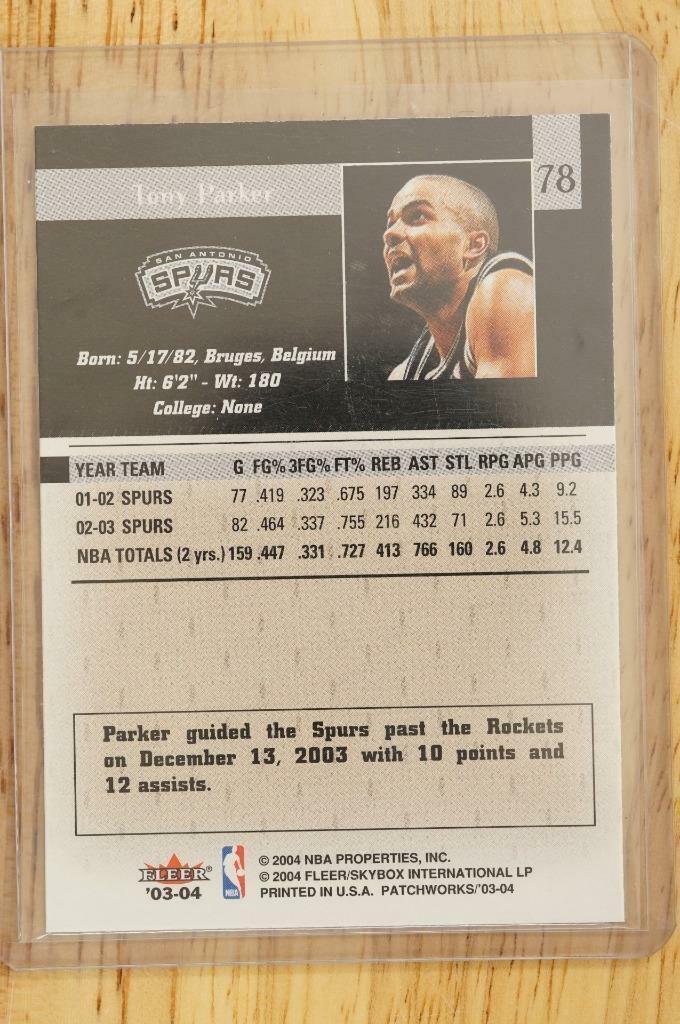 78
Tony Parker
SAN ANTONIO
SPURS
Born: 5/17/82, Bruges, Belgium
Ht: 6'2" - Wt: 180
College: None
YEAR TEAM G FG% 3FG% FT% REB AST STL RPG APG PPG
01-02 SPURS 77 .419 .323 .675 197 334 89 2.6 4.3 9.2
02-03 SPURS 82 .464 .337 .755 216 432 71 2.6 5.3 15.5
NBA TOTALS (2 yrs.) 159 .447 .331 .727 413 766 160 2.6 4.8 12.4
Parker guided the Spurs past the Rockets
on December 13, 2003 with 10 points and
12 assists.
FLEER®
'03-04
NBA
© 2004 NBA PROPERTIES, INC.
© 2004 FLEER/SKYBOX INTERNATIONAL LP
PRINTED IN U.S.A. PATCHWORKS/'03-04